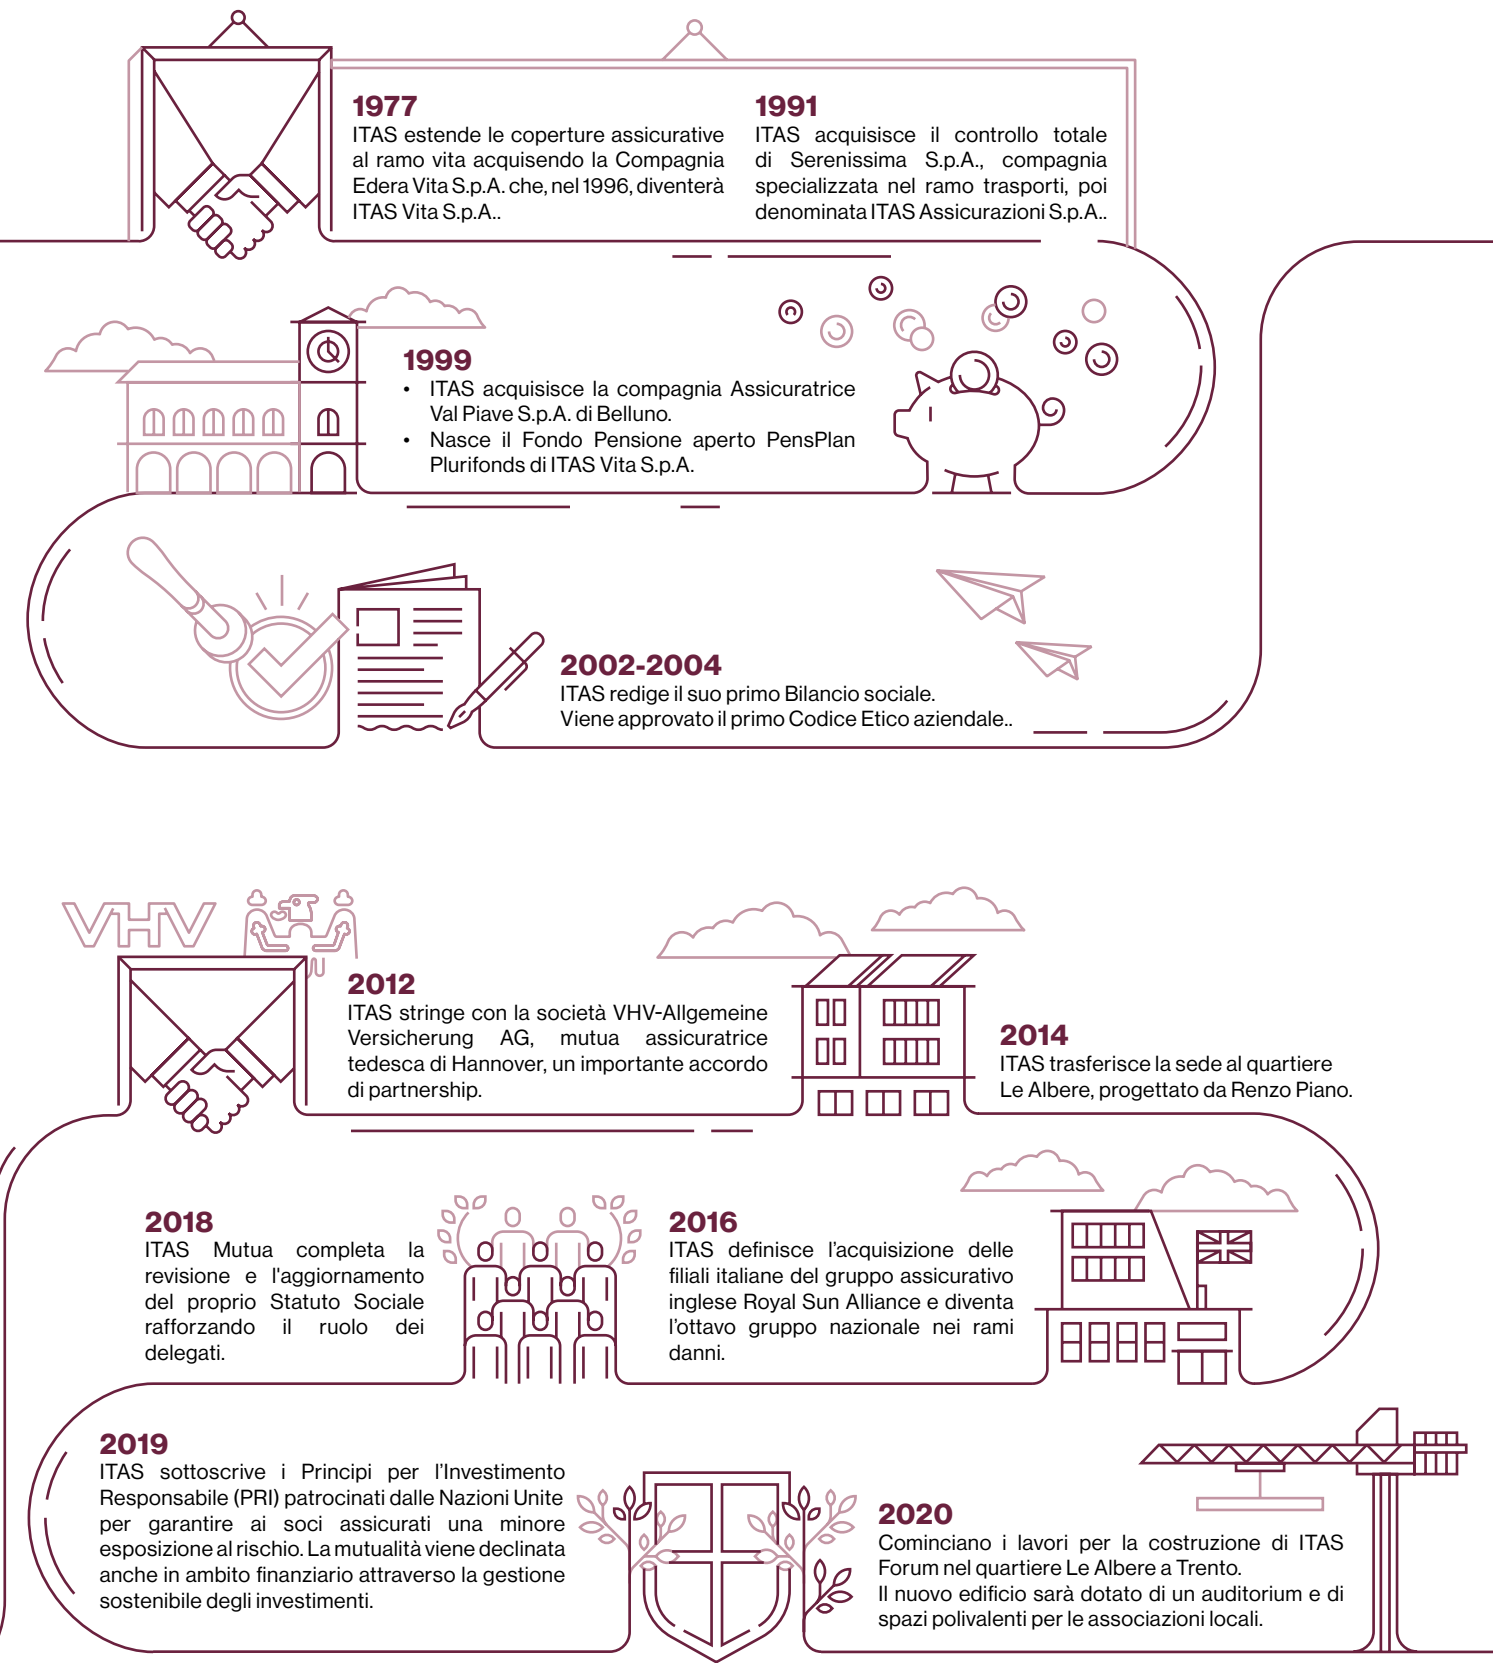 1977
ITAS estende le coperture assicurative
al ramo vita acquisendo la Compagnia
Edera Vita S.p.A. che, nel 1996, diventerà
ITAS Vita S.p.A..
1991
ITAS acquisisce il controllo totale
di Serenissima S.p.A., compagnia
specializzata nel ramo trasporti, poi
denominata ITAS Assicurazioni S.p.A..
1999
• ITAS acquisisce la compagnia Assicuratrice
Val Piave S.p.A. di Belluno.
• Nasce il Fondo Pensione aperto PensPlan
Plurifonds di ITAS Vita S.p.A.
2002-2004
ITAS redige il suo primo Bilancio sociale.
Viene approvato il primo Codice Etico aziendale..
VHV
2012
ITAS stringe con la società VHV-Allgemeine
Versicherung AG, mutua assicuratrice
tedesca di Hannover, un importante accordo
di partnership.
2014
ITAS trasferisce la sede al quartiere
Le Albere, progettato da Renzo Piano.
2018
ITAS Mutua completa la
revisione e l'aggiornamento
del proprio Statuto Sociale
rafforzando il ruolo dei
delegati.
2016
ITAS definisce l’acquisizione delle
filiali italiane del gruppo assicurativo
inglese Royal Sun Alliance e diventa
l’ottavo gruppo nazionale nei rami
danni.
2019
ITAS sottoscrive i Principi per l’Investimento
Responsabile (PRI) patrocinati dalle Nazioni Unite
per garantire ai soci assicurati una minore
esposizione al rischio. La mutualità viene declinata
anche in ambito finanziario attraverso la gestione
sostenibile degli investimenti.
2020
Cominciano i lavori per la costruzione di ITAS
Forum nel quartiere Le Albere a Trento.
Il nuovo edificio sarà dotato di un auditorium e di
spazi polivalenti per le associazioni locali.